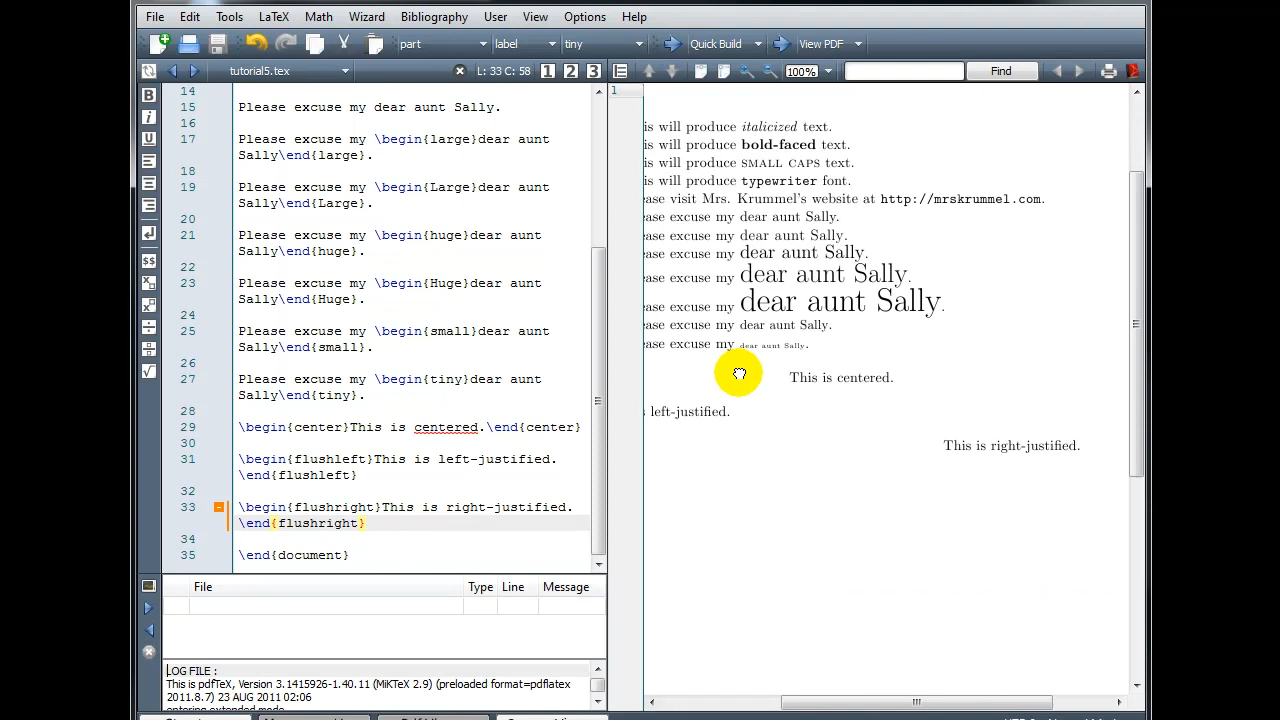 File Edit Tools LaTeX Math Wizard Bibliography User View Options Help
part label tiny Quick Build View PDF
tutorial5.tex L: 33 C: 58 1 2 3 100% Find
14
15 Please excuse my dear aunt Sally.
16
17 Please excuse my \begin{large}dear aunt
Sally\end{large}.
18
19 Please excuse my \begin{Large}dear aunt
Sally\end{Large}.
20
21 Please excuse my \begin{huge}dear aunt
Sally\end{huge}.
22
23 Please excuse my \begin{Huge}dear aunt
Sally\end{Huge}.
24
25 Please excuse my \begin{small}dear aunt
Sally\end{small}.
26
27 Please excuse my \begin{tiny}dear aunt
Sally\end{tiny}.
28
29 \begin{center}This is centered.\end{center}
30
31 \begin{flushleft}This is left-justified.
\end{flushleft}
32
33 \begin{flushright}This is right-justified.
\end{flushright}
34
35 \end{document}
File Type Line Message
LOG FILE :
This is pdfTeX, Version 3.1415926-1.40.11 (MiKTeX 2.9) (preloaded format=pdflatex
2011.8.7) 23 AUG 2011 02:06
entering extended mode
1
is will produce italicized text.
is will produce bold-faced text.
is will produce SMALL CAPS text.
is will produce typewriter font.
ease visit Mrs. Krummel's website at http://mrskrummel.com.
ease excuse my dear aunt Sally.
ease excuse my dear aunt Sally.
ease excuse my dear aunt Sally.
ease excuse my dear aunt Sally.
ease excuse my dear aunt Sally.
ease excuse my dear aunt Sally.
ease excuse my dear aunt Sally.
This is centered.
s left-justified.
This is right-justified.